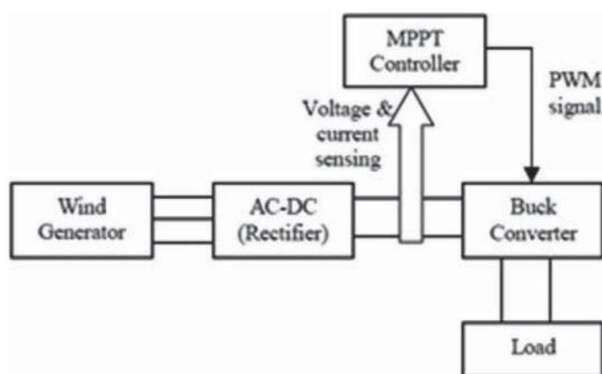 MPPT
Controller
PWM
signal
Voltage &
current
sensing
Wind
Generator
AC-DC
(Rectifier)
Buck
Converter
Load